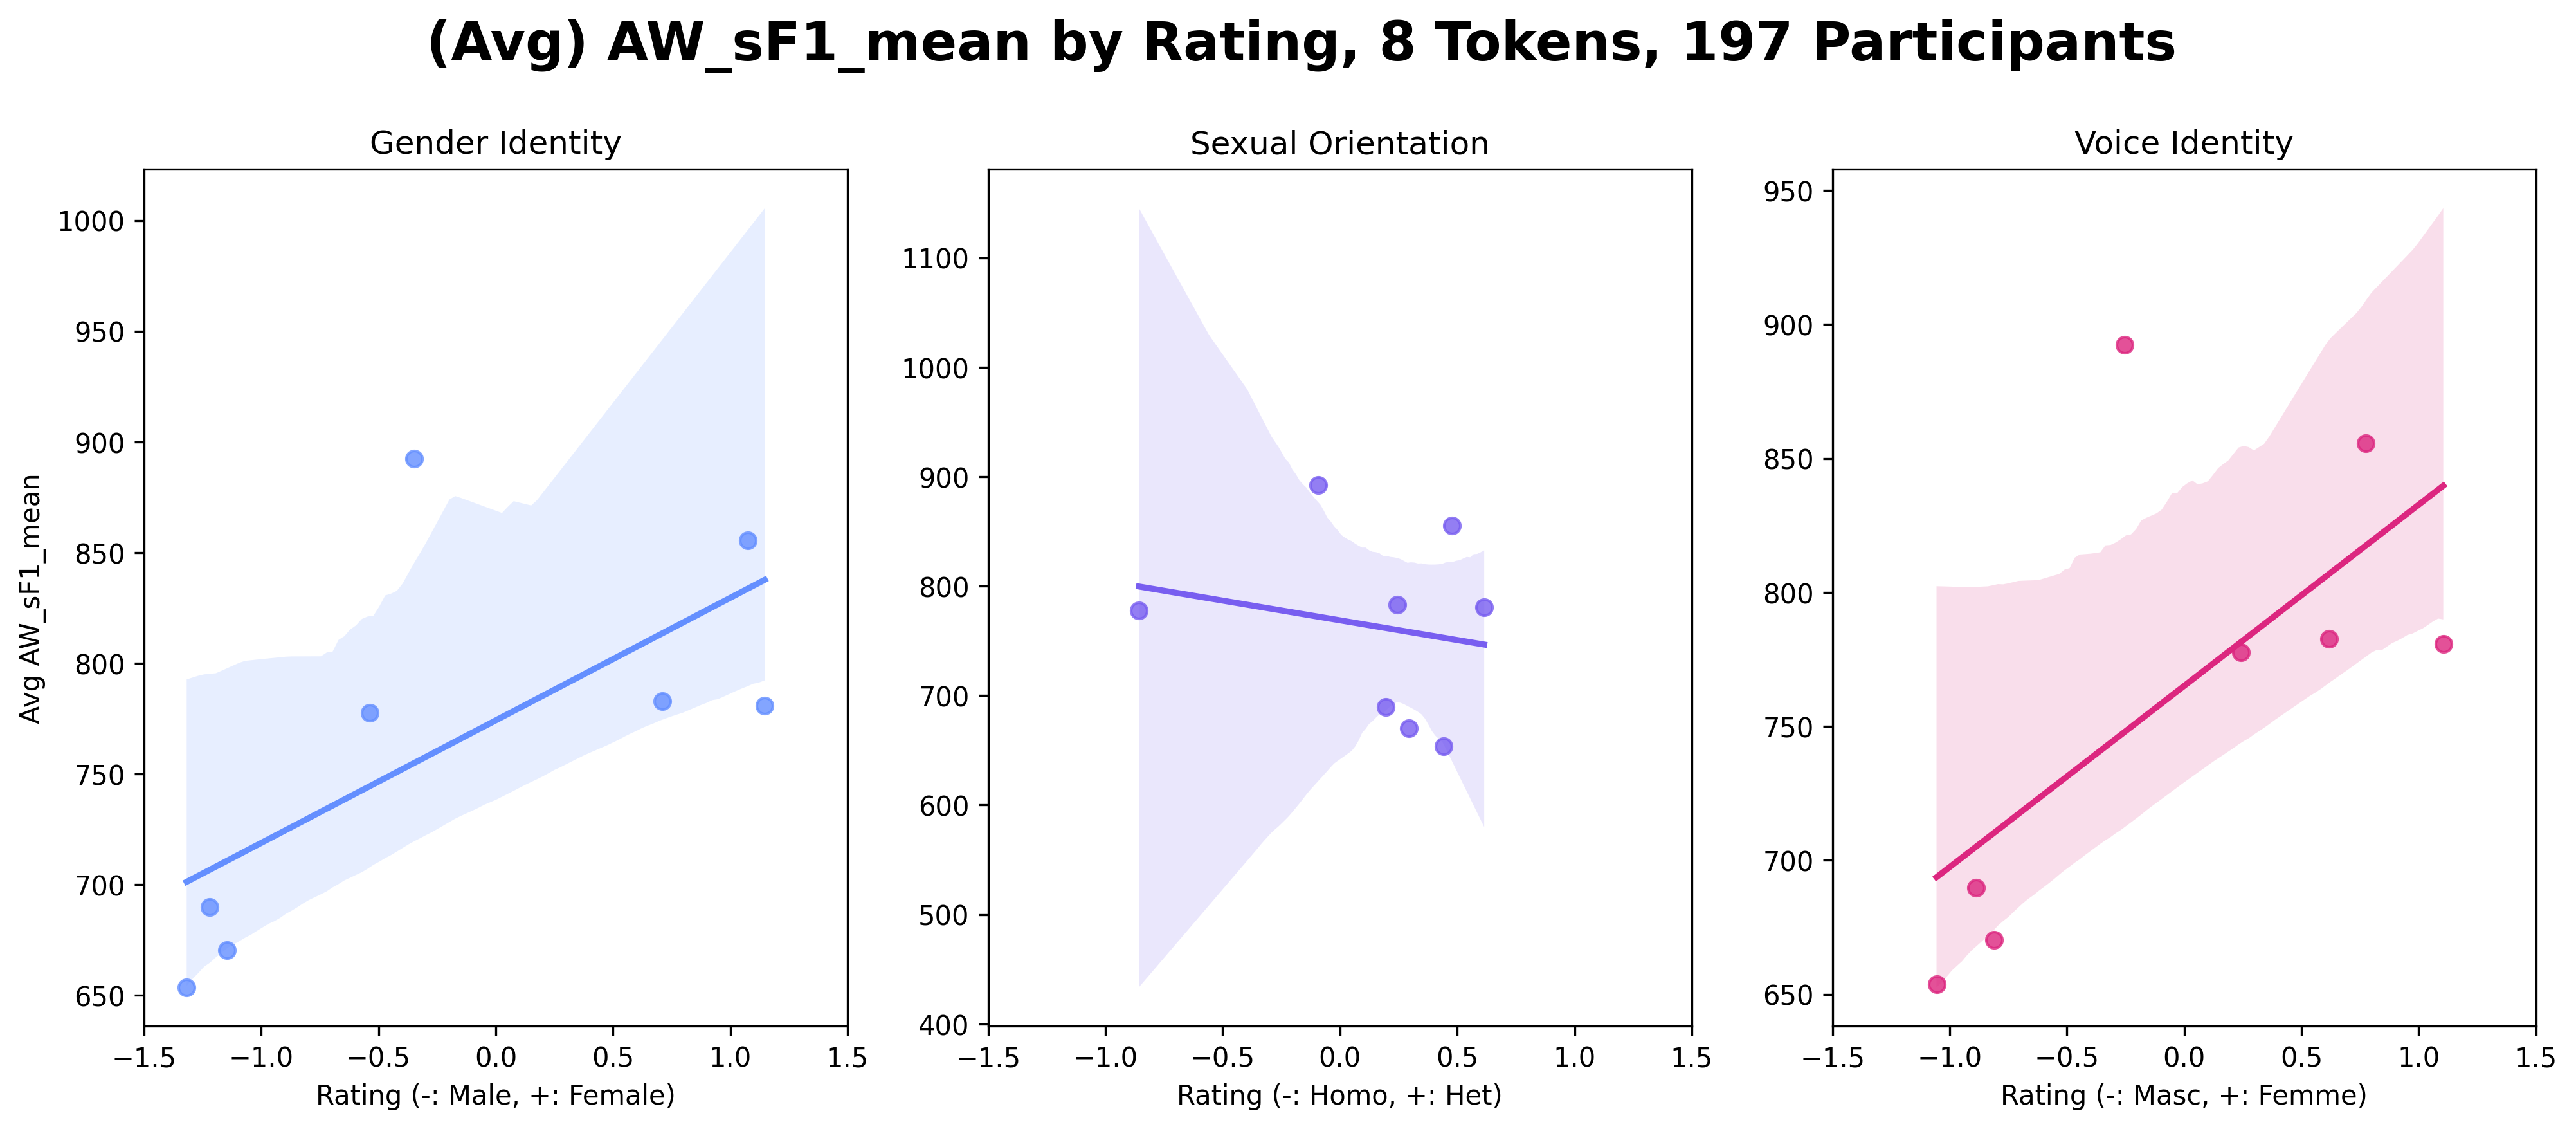 (Avg) AW_sF1_mean by Rating, 8 Tokens, 197 Participants
Gender Identity
Avg AW_sF1_mean
1000
950
900
850
800
750
700
650
−1.5 −1.0 −0.5 0.0 0.5 1.0 1.5
Rating (-: Male, +: Female)
Sexual Orientation
1100
1000
900
800
700
600
500
400
−1.5 −1.0 −0.5 0.0 0.5 1.0 1.5
Rating (-: Homo, +: Het)
Voice Identity
950
900
850
800
750
700
650
−1.5 −1.0 −0.5 0.0 0.5 1.0 1.5
Rating (-: Masc, +: Femme)